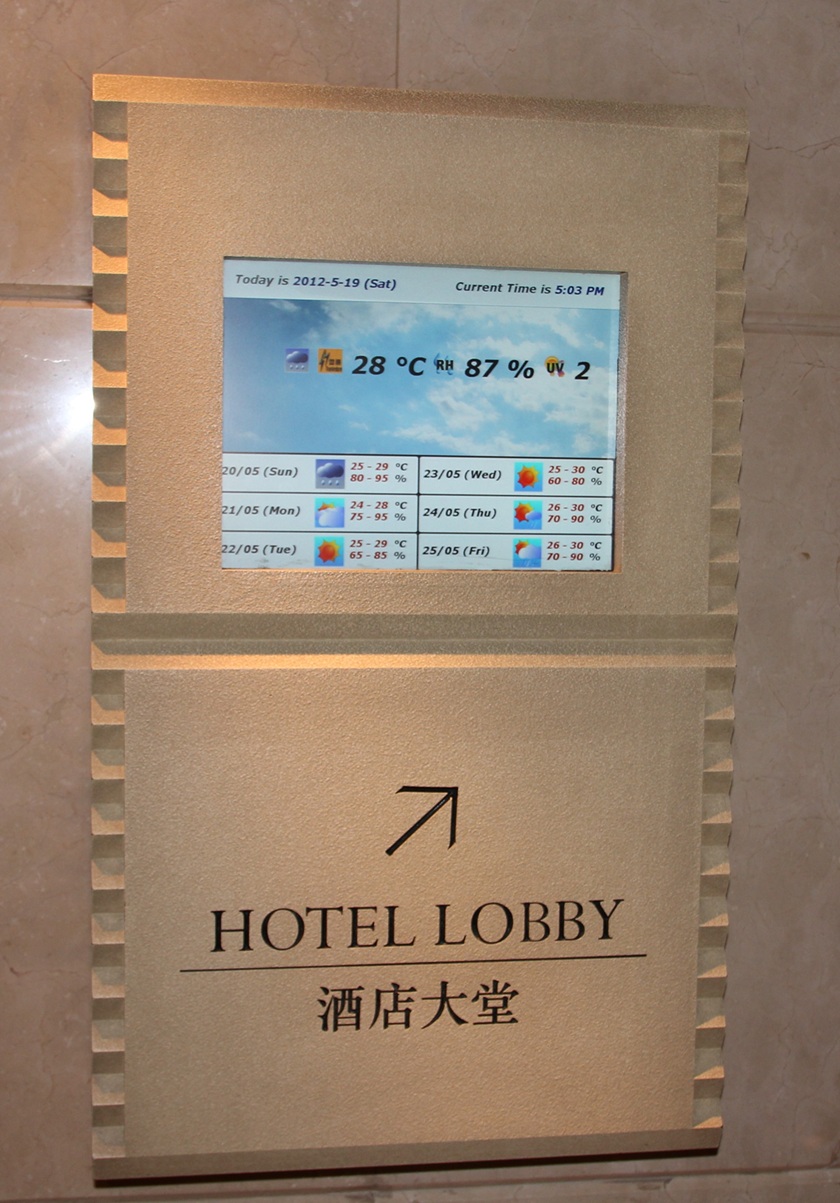 Today is 2012-5-19 (Sat) Current Time is 5:03 PM
28 °C RH 87 % UV 2
20/05 (Sun) 25 - 29 °C 23/05 (Wed) 25 - 30 °C
80 - 95 % 60 - 80 %
21/05 (Mon) 24 - 28 °C 24/05 (Thu) 26 - 30 °C
75 - 95 % 70 - 90 %
22/05 (Tue) 25 - 29 °C 25/05 (Fri) 26 - 30 °C
65 - 85 % 70 - 90 %
HOTEL LOBBY
酒店大堂